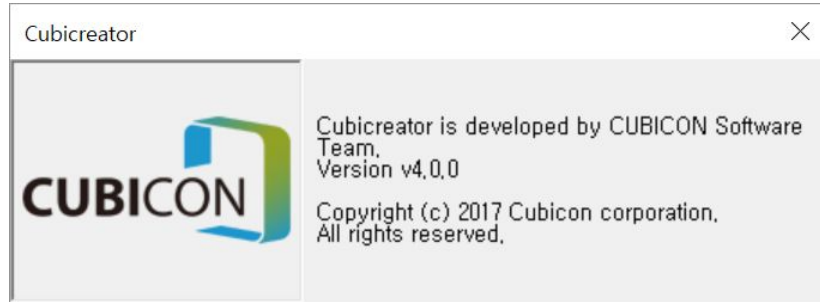 Cubicreator
CUBICON
Cubicreator is developed by CUBICON Software
Team,
Version v4,0,0
Copyright (c) 2017 Cubicon corporation,
All rights reserved,